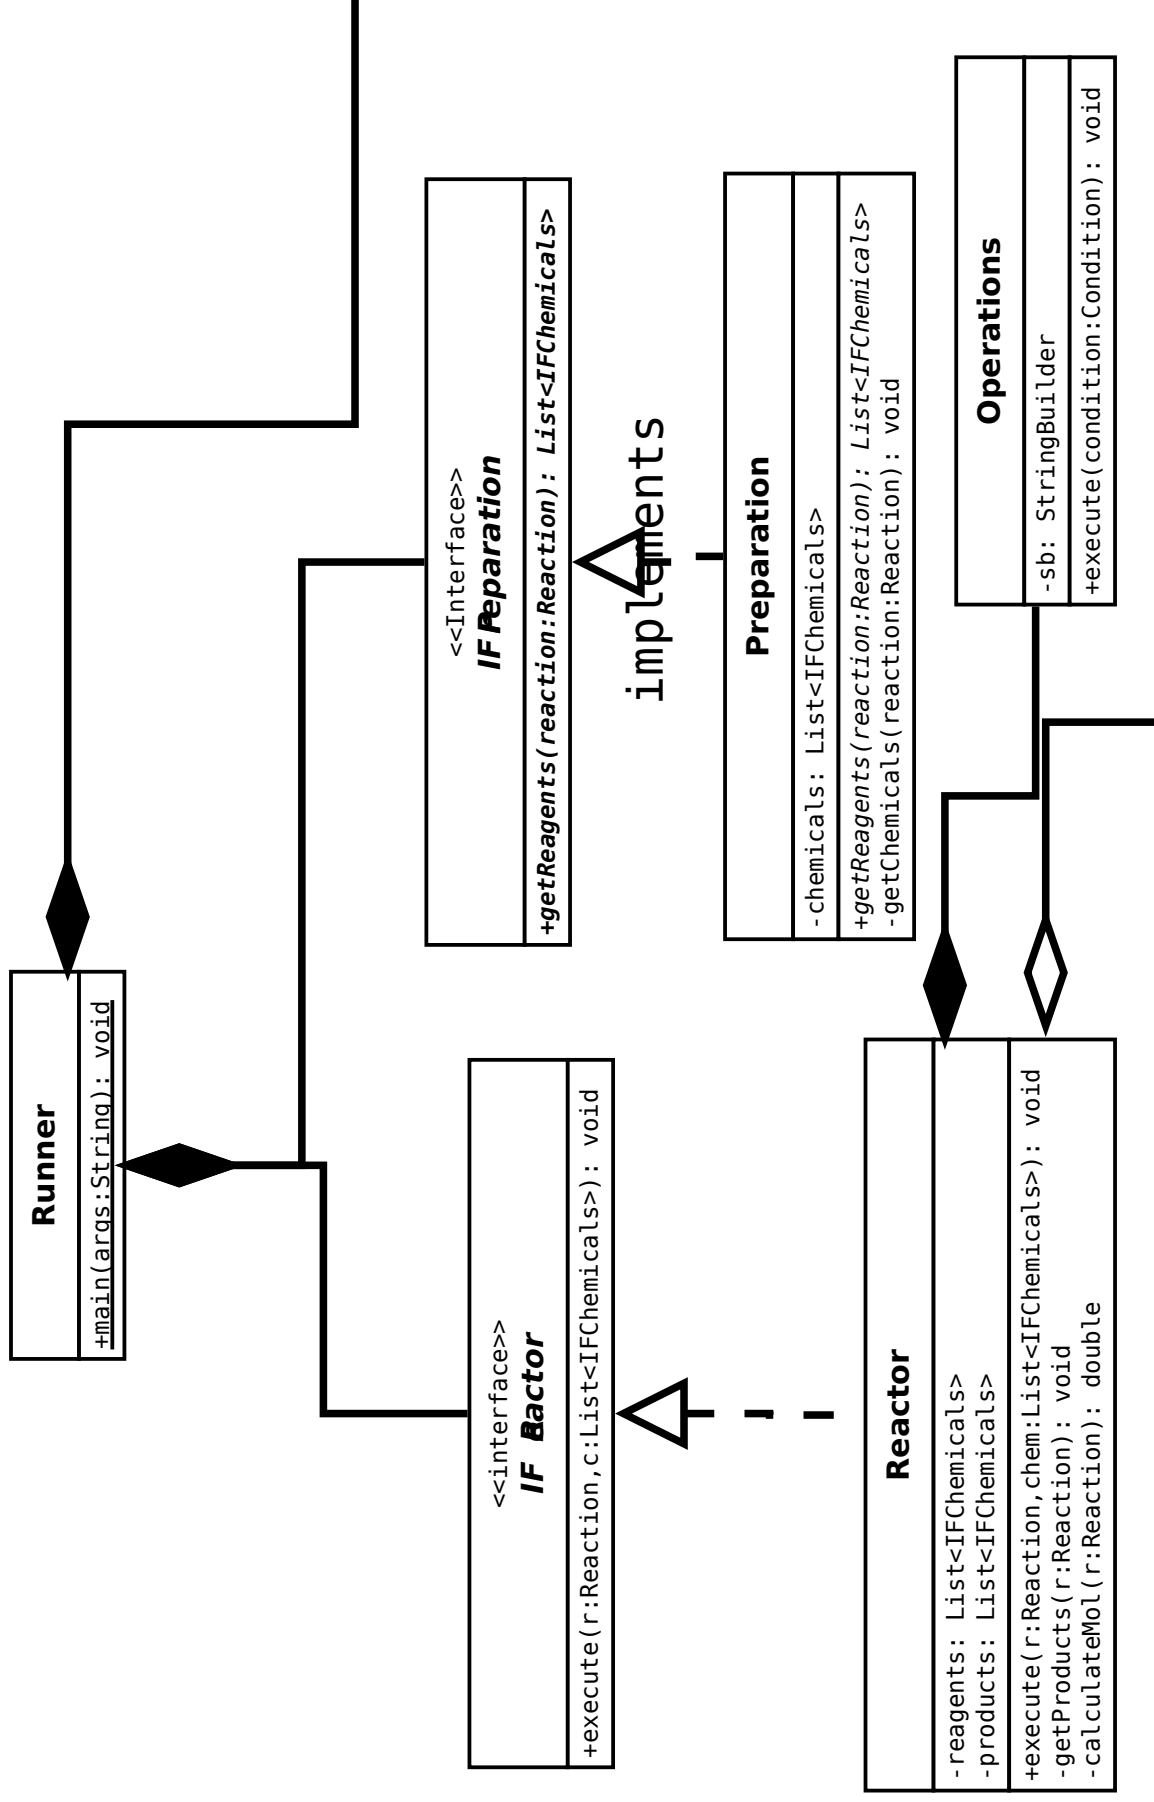 Runner
+main(args:String): void
<<interface>>
+execute(r:Reaction,c:List<IFChemicals>): void
Reactor
-reagents: List<IFChemicals>
-products: List<IFChemicals>
+execute(r:Reaction,chem:List<IFChemicals>): void
-getProducts(r:Reaction): void
-calculateMol(r:Reaction): double
<<Interface>>
IFPreparation
+getReagents(reaction:Reaction): List<IFChemicals>
implements
Preparation
-chemicals: List<IFChemicals>
+getReagents(reaction:Reaction): List<IFChemicals>
-getChemicals(reaction:Reaction): void
Operations
-sb: StringBuilder
+execute(condition:Condition): void